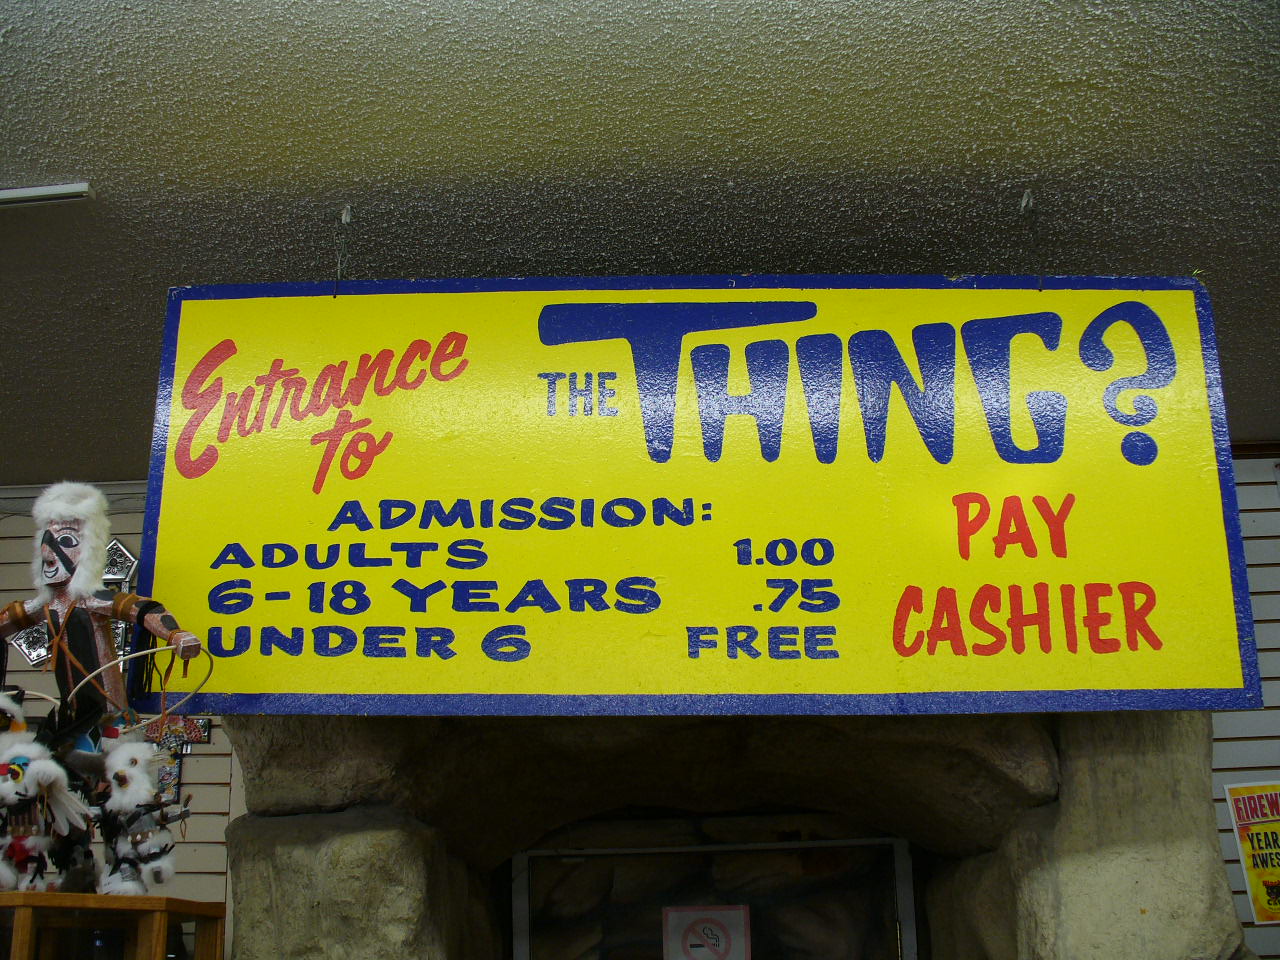 Entrance
to
THE THING?
ADMISSION:
ADULTS 1.00
6-18 YEARS .75
UNDER 6 FREE
PAY
CASHIER